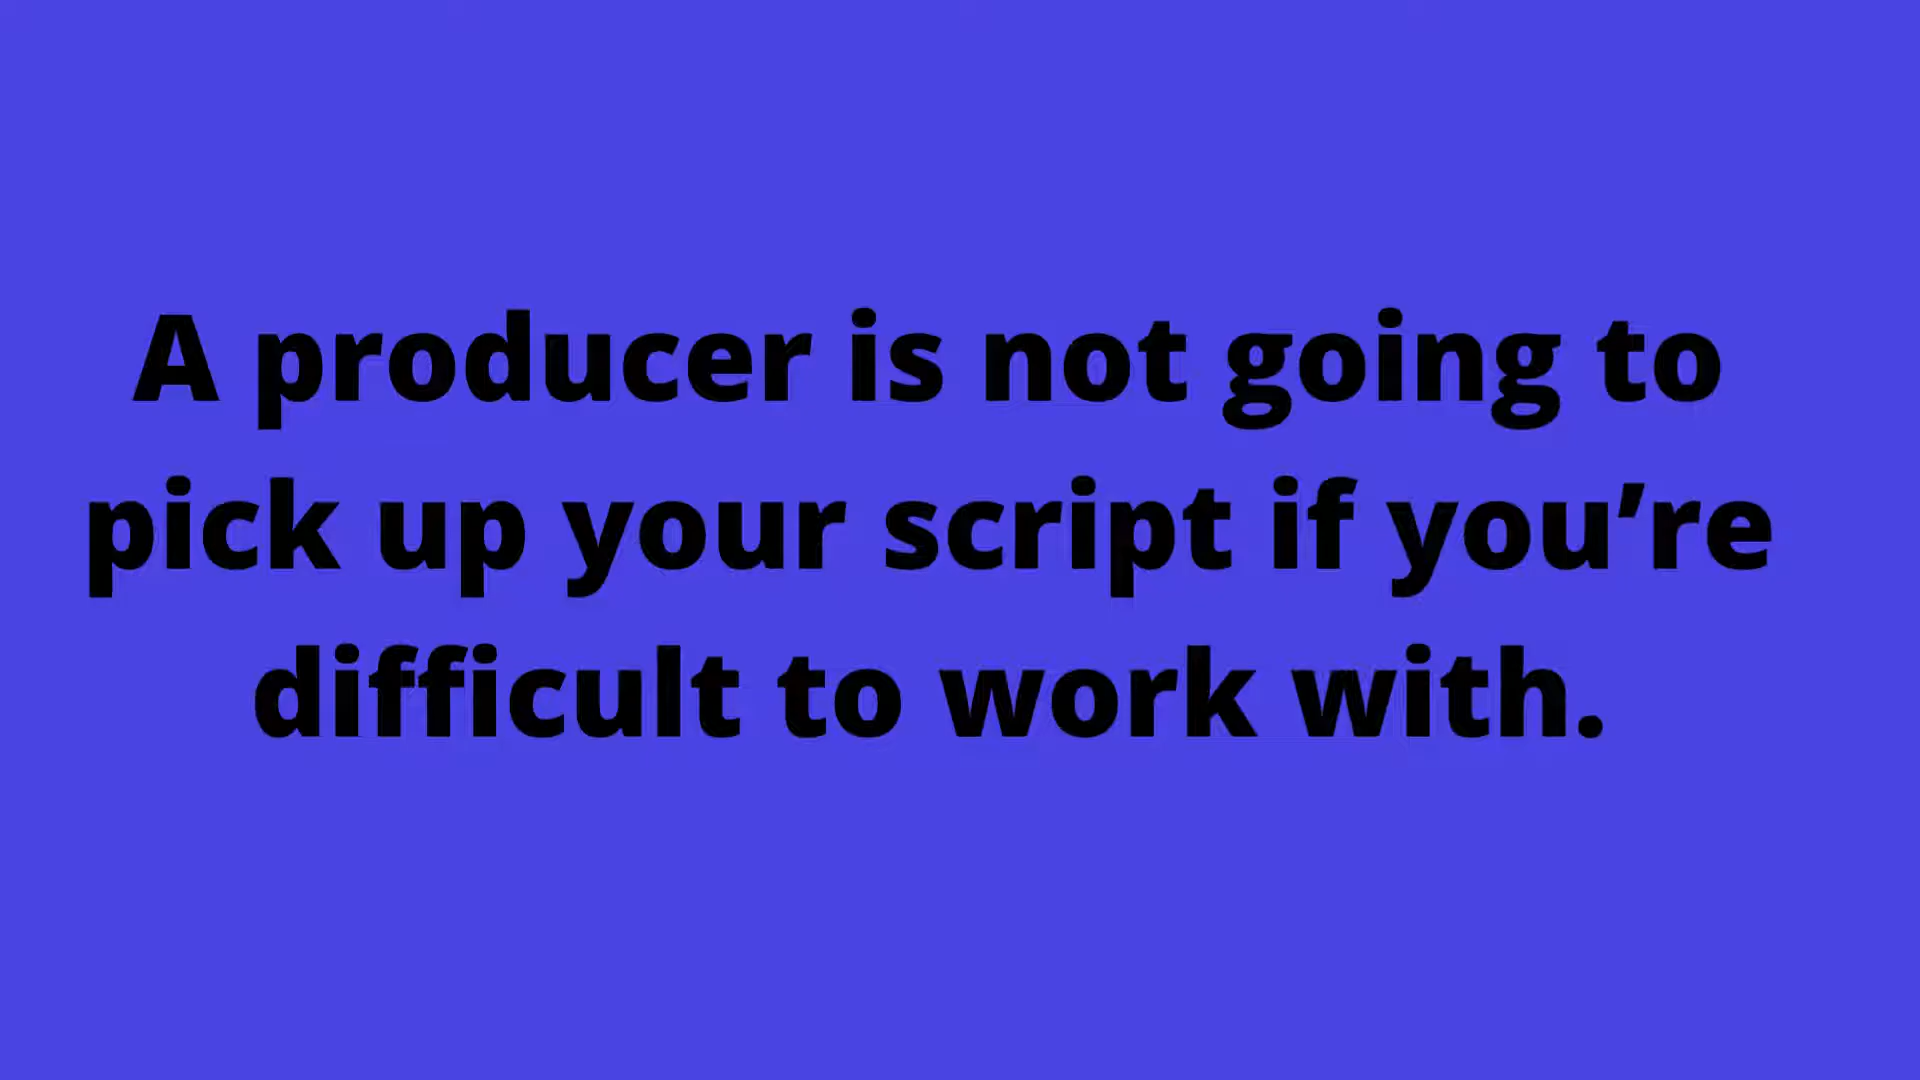 A producer is not going to
pick up your script if you’re
difficult to work with.